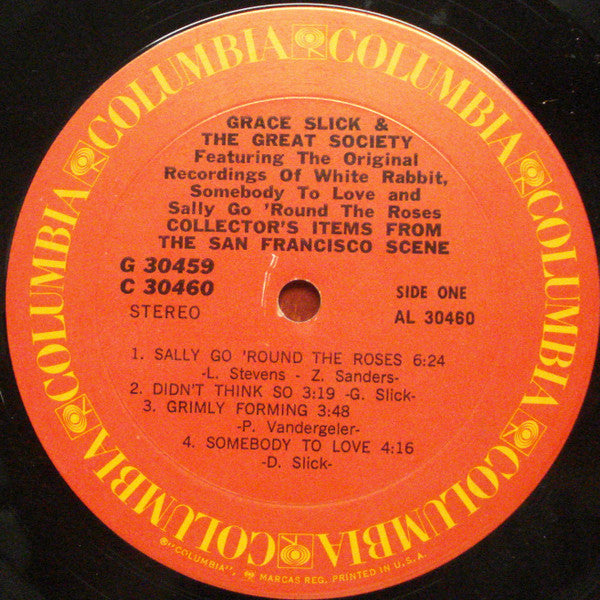 COLUMBIA COLUMBIA COLUMBIA COLUMBIA COLUMBIA COLUMBIA
GRACE SLICK &
THE GREAT SOCIETY
Featuring The Original
Recordings Of White Rabbit,
Somebody To Love and
Sally Go 'Round The Roses
COLLECTOR'S ITEMS FROM
THE SAN FRANCISCO SCENE
G 30459
C 30460
STEREO
SIDE ONE
AL 30460
1. SALLY GO 'ROUND THE ROSES 6:24
-L. Stevens - Z. Sanders-
2. DIDN'T THINK SO 3:19 -G. Slick-
3. GRIMLY FORMING 3:48
-P. Vandergeler-
4. SOMEBODY TO LOVE 4:16
-D. Slick-
®"COLUMBIA", MARCAS REG. PRINTED IN U.S.A.